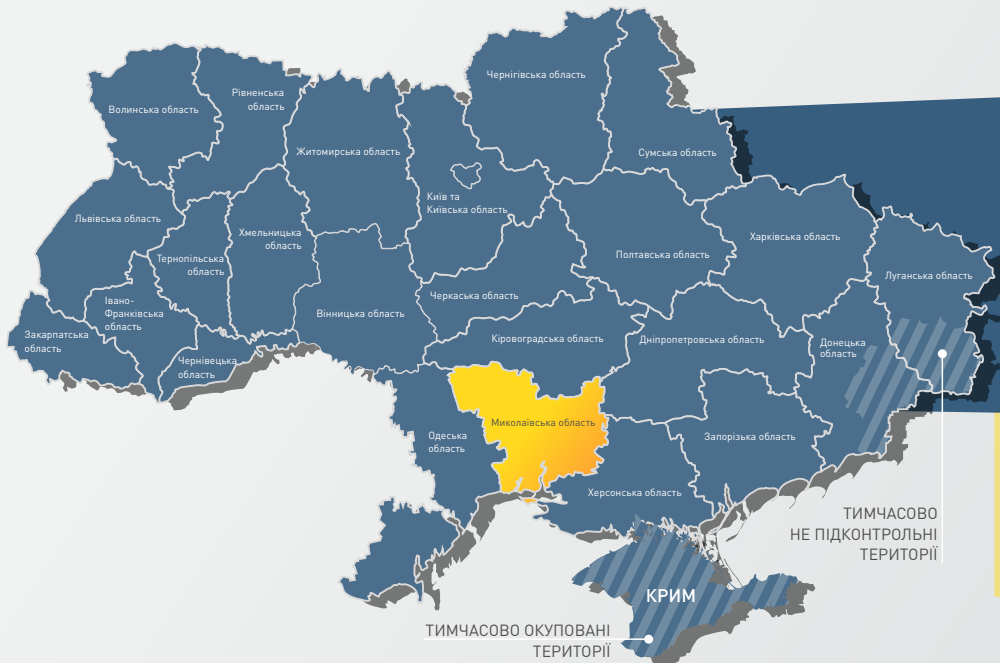 Чернігівська область
Рівненська
область
Волинська область
Житомирська область
Сумська область
Київ та
Київська область
Львівська область
Хмельницька
область
Харківська область
Тернопільська
область
Полтавська область
Луганська область
Черкаська область
Івано-
Франківська
область
Вінницька область
Закарпатська
область
Кіровоградська область
Дніпропетровська область
Донецька
область
Чернівецька
область
Миколаївська область
Одеська
область
Запорізька область
Херсонська область
ТИМЧАСОВО
НЕ ПІДКОНТРОЛЬНІ
ТЕРИТОРІЇ
КРИМ
ТИМЧАСОВО ОКУПОВАНІ
ТЕРИТОРІЇ